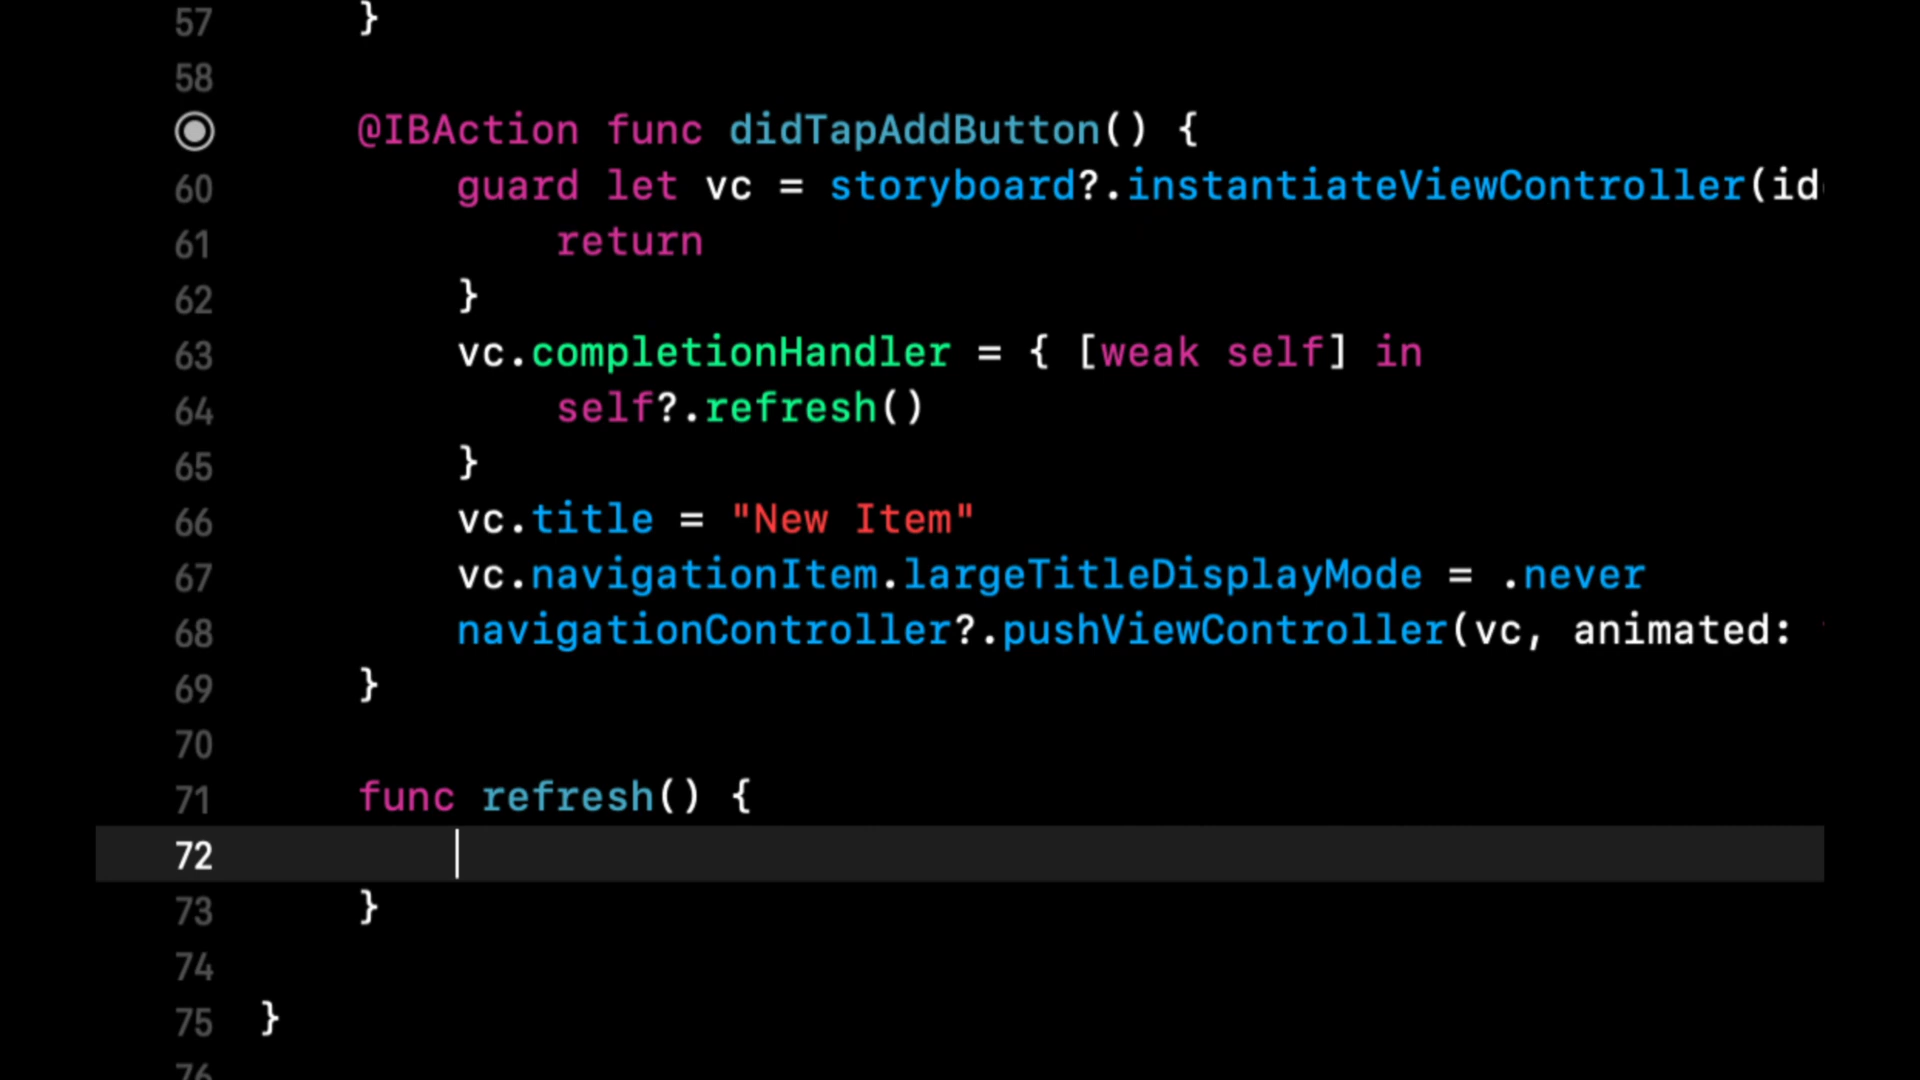 57 }
58
@IBAction func didTapAddButton() {
60 guard let vc = storyboard?.instantiateViewController(id
61 return
62 }
63 vc.completionHandler = { [weak self] in
64 self?.refresh()
65 }
66 vc.title = "New Item"
67 vc.navigationItem.largeTitleDisplayMode = .never
68 navigationController?.pushViewController(vc, animated:
69 }
70
71 func refresh() {
72
73 }
74
75 }
76